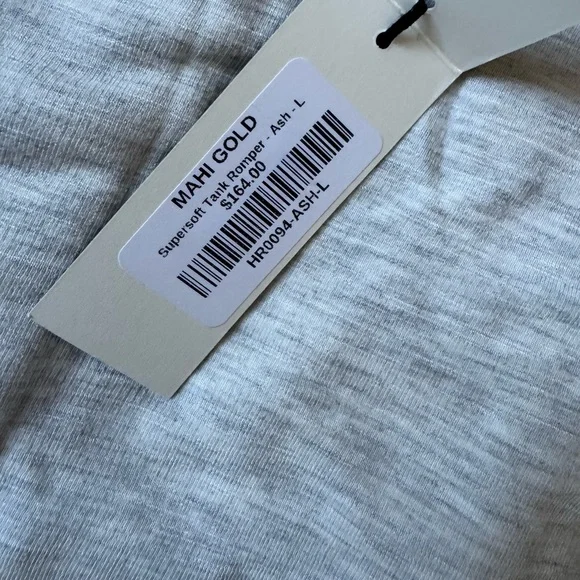 MAHI GOLD
Supersoft Tank Romper - Ash - L
$164.00
HR0094-ASH-L